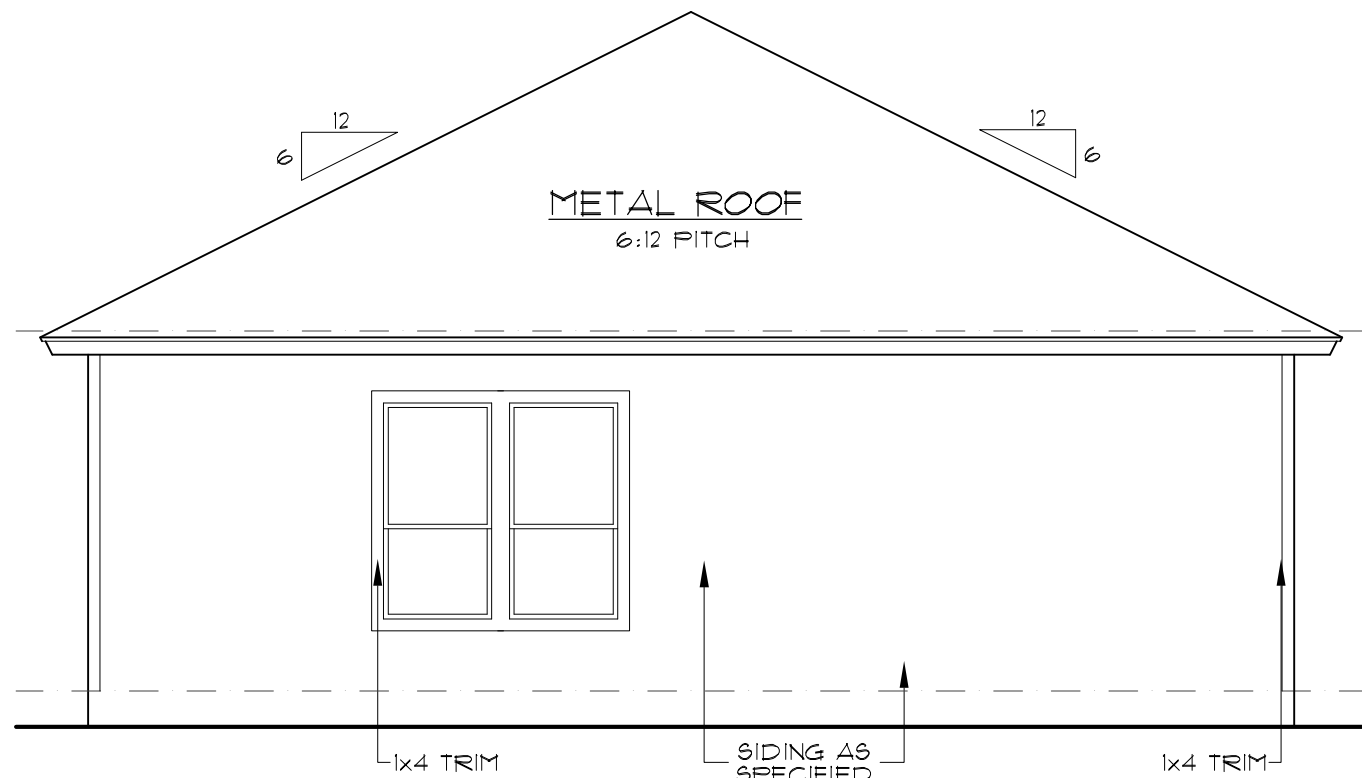 12
6
12
6
METAL ROOF
6:12 PITCH
1x4 TRIM
SIDING AS
SPECIFIED
1x4 TRIM